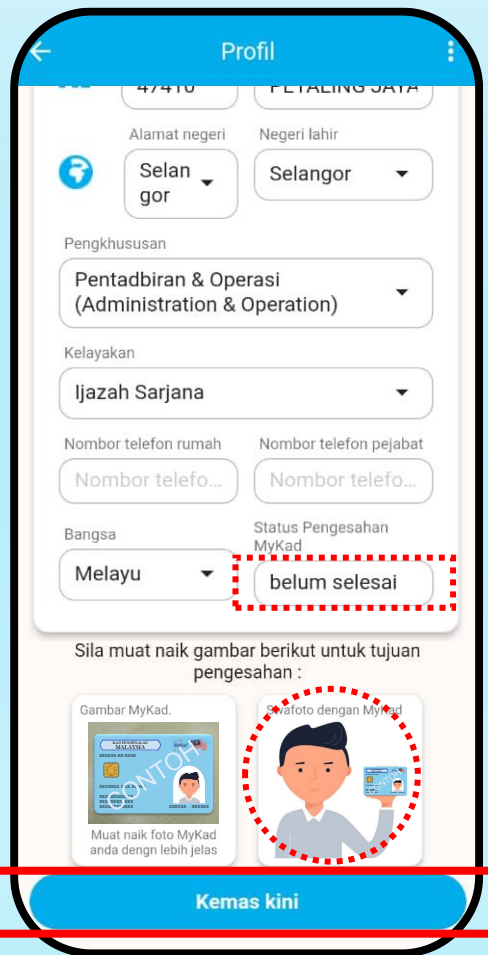 Profil
47410 PETALING JAYA
Alamat negeri Negeri lahir
Selan
gor
Selangor
Pengkhususan
Pentadbiran & Operasi
(Administration & Operation)
Kelayakan
Ijazah Sarjana
Nombor telefon rumah Nombor telefon pejabat
Nombor telefo... Nombor telefo...
Bangsa
Status Pengesahan
MyKad
Melayu
belum selesai
Sila muat naik gambar berikut untuk tujuan
pengesahan :
Gambar MyKad.
Swafoto dengan MyKad
MALAYSIA
CONTOH
Muat naik foto MyKad
anda dengn lebih jelas
Kemas kini